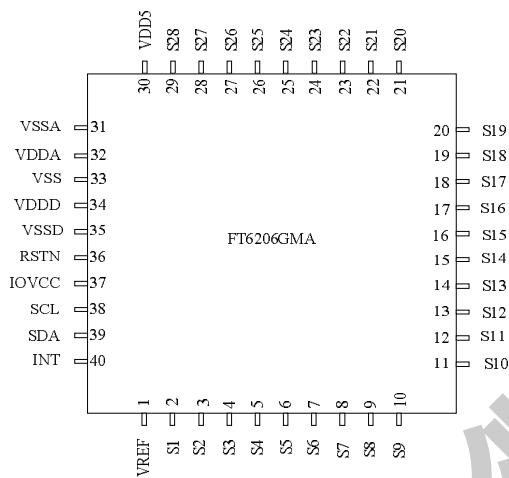 VDD5 S28 S27 S26 S25 S24 S23 S22 S21 S20
30 29 28 27 26 25 24 23 22 21
VSSA 31
VDDA 32
VSS 33
VDDD 34
VSSD 35
RSTN 36
IOVCC 37
SCL 38
SDA 39
INT 40
FT6206GMA
20 S19
19 S18
18 S17
17 S16
16 S15
15 S14
14 S13
13 S12
12 S11
11 S10
1 2 3 4 5 6 7 8 9 10
VREF S1 S2 S3 S4 S5 S6 S7 S8 S9